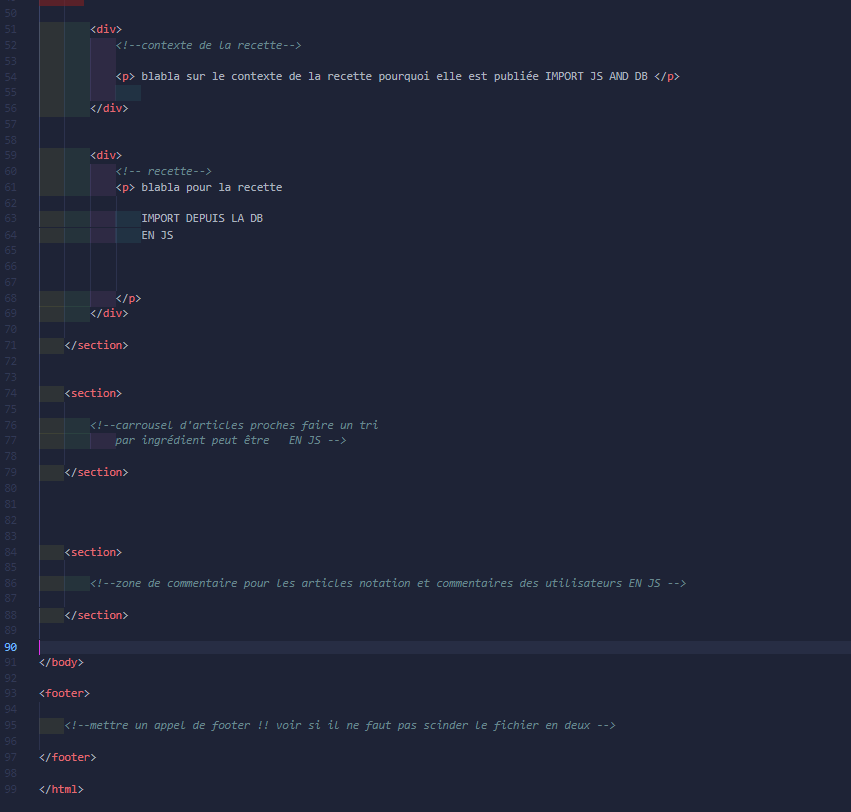 50
51 <div>
52 <!--contexte de la recette-->
53
54 <p> blabla sur le contexte de la recette pourquoi elle est publiée IMPORT JS AND DB </p>
55
56 </div>
57
58
59 <div>
60 <!-- recette-->
61 <p> blabla pour la recette
62
63 IMPORT DEPUIS LA DB
64 EN JS
65
66
67
68 </p>
69 </div>
70
71 </section>
72
73
74 <section>
75
76 <!--carrousel d'articles proches faire un tri
77 par ingrédient peut être   EN JS -->
78
79 </section>
80
81
82
83
84 <section>
85
86 <!--zone de commentaire pour les articles notation et commentaires des utilisateurs EN JS -->
87
88 </section>
89
90
91 </body>
92
93 <footer>
94
95 <!--mettre un appel de footer !! voir si il ne faut pas scinder le fichier en deux -->
96
97 </footer>
98
99 </html>